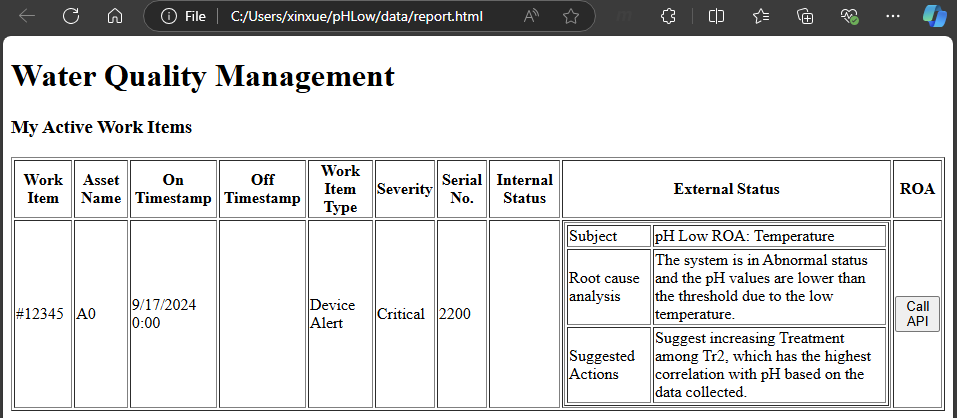 File C:/Users/xinxue/pHLow/data/report.html
Water Quality Management
My Active Work Items
Work Item
Asset Name
On Timestamp
Off Timestamp
Work Item Type
Severity
Serial No.
Internal Status
External Status
ROA
#12345
A0
9/17/2024 0:00
Device Alert
Critical
2200
Subject
pH Low ROA: Temperature
Root cause analysis
The system is in Abnormal status
and the pH values are lower than
the threshold due to the low
temperature.
Suggested Actions
Suggest increasing Treatment
among Tr2, which has the highest
correlation with pH based on the
data collected.
Call API